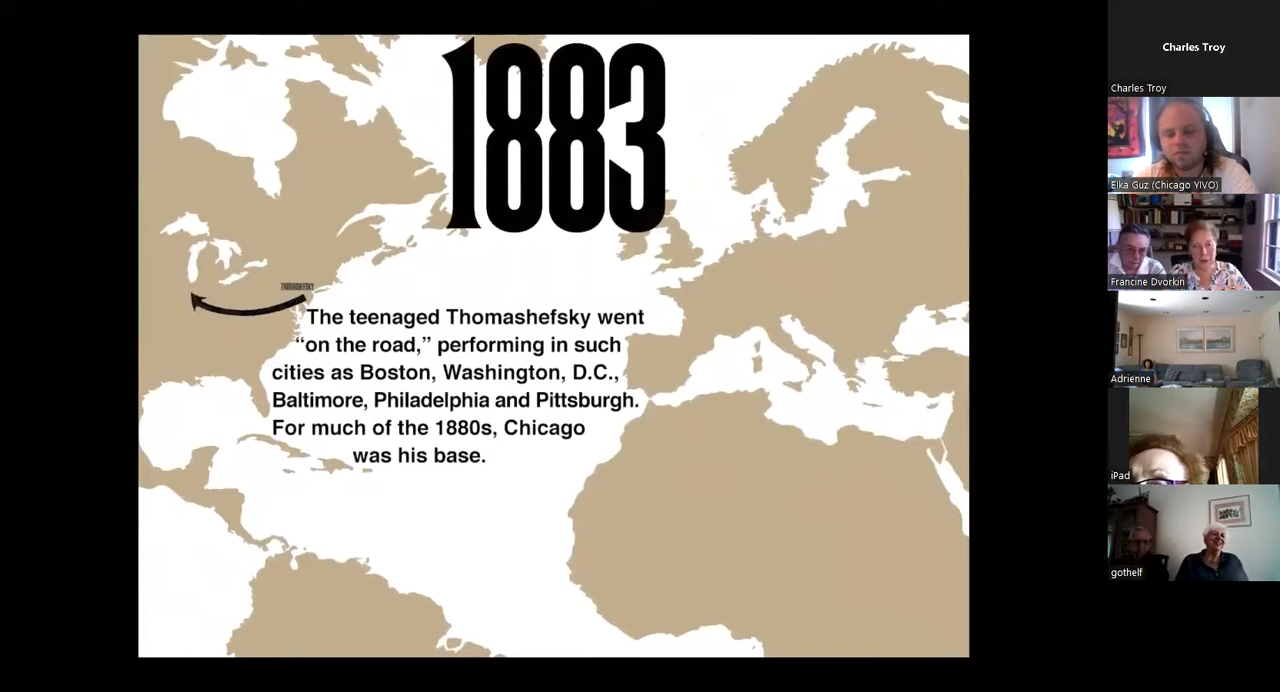 1883
THOMASHEFSKY
The teenaged Thomashefsky went
“on the road,” performing in such
cities as Boston, Washington, D.C.,
Baltimore, Philadelphia and Pittsburgh.
For much of the 1880s, Chicago
was his base.
Charles Troy
Charles Troy
Elka Guz (Chicago YIVO)
Francine Dvorkin
Adrienne
iPad
gothelf